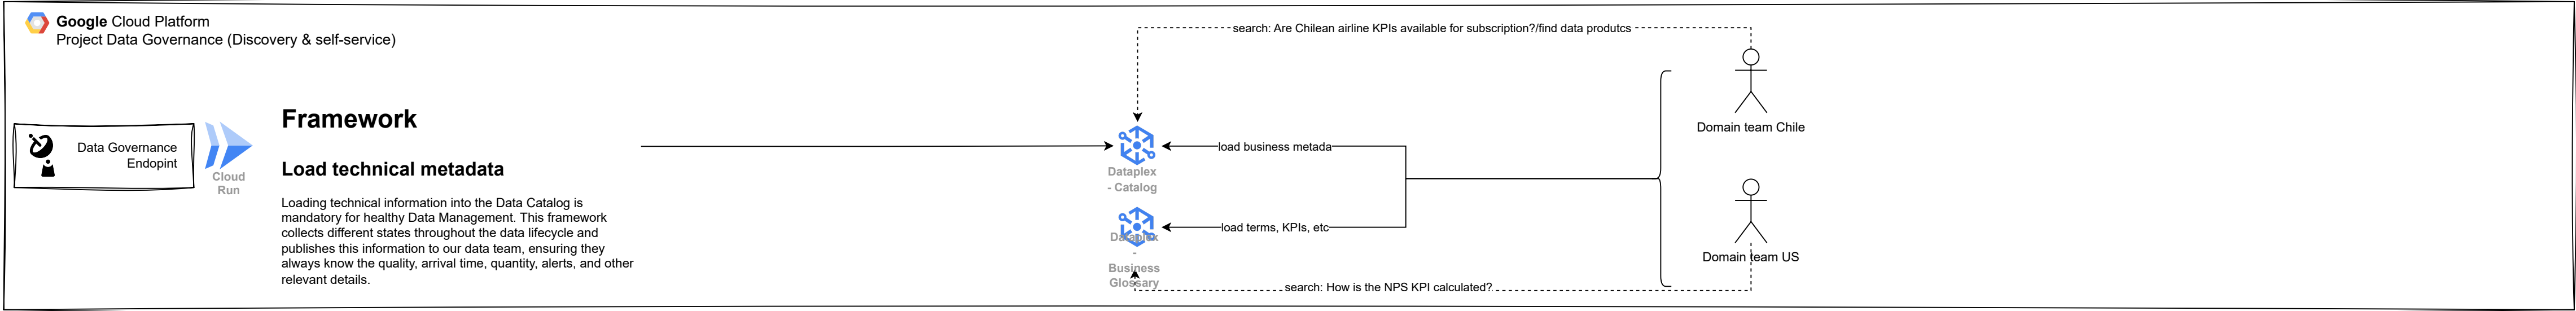 Google Cloud Platform
Project Data Governance (Discovery & self-service)
search: Are Chilean airline KPIs available for subscription?/find data produtcs
Data Governance
Endopint
Cloud
Run
Framework
Load technical metadata
Loading technical information into the Data Catalog is
mandatory for healthy Data Management. This framework
collects different states throughout the data lifecycle and
publishes this information to our data team, ensuring they
always know the quality, arrival time, quantity, alerts, and other
relevant details.
Dataplex
- Catalog
load business metada
Dataplex
-
Business
Glossary
load terms, KPIs, etc
search: How is the NPS KPI calculated?
Domain team Chile
Domain team US